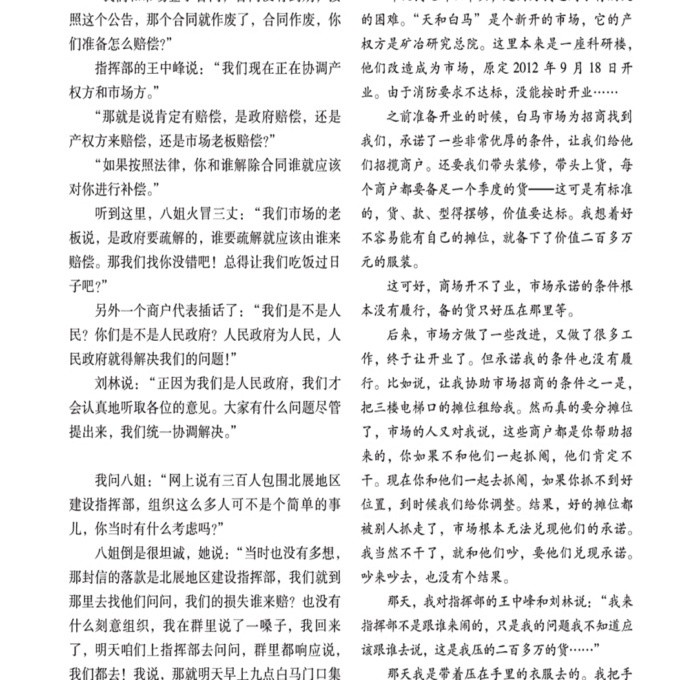 照这个公告，那个合同就作废了，合同作废，你
们准备怎么赔偿？”
指挥部的王中峰说：“我们现在正在协调产
权方和市场方。”
“那就是说肯定有赔偿，是政府赔偿，还是
产权方来赔偿，还是市场老板赔偿？”
“如果按照法律，你和谁解除合同谁就应该
对你进行补偿。”
听到这里，八姐火冒三丈：“我们市场的老
板说，是政府要疏解的，谁要疏解就应该由谁来
赔偿。那我们找你没错吧！总得让我们吃饭过日
子吧？”
另外一个商户代表插话了：“我们是不是人
民？你们是不是人民政府？人民政府为人民，人
民政府就得解决我们的问题！”
刘林说：“正因为我们是人民政府，我们才
会认真地听取各位的意见。大家有什么问题尽管
提出来，我们统一协调解决。”
我问八姐：“网上说有三百人包围北展地区
建设指挥部，组织这么多人可不是个简单的事
儿，你当时有什么考虑吗？”
八姐倒是很坦诚，她说：“当时也没有多想，
那封信的落款是北展地区建设指挥部，我们就到
那里去找他们问问，我们的损失谁来赔？也没有
什么刻意组织，我在群里说了一嗓子，我回来
了，明天咱们上指挥部去问问，群里都响应说，
我们都去！我说，那就明天早上九点白马门口集
的困难。“天和白马”是个新开的市场，它的产
权方是矿冶研究总院。这里本来是一座科研楼，
他们改造成为市场，原定 2012 年 9 月 18 日开
业。由于消防要求不达标，没能按时开业……
之前准备开业的时候，白马市场为招商找到
我们，承诺了一些非常优厚的条件，让我们给他
们招揽商户。还要我们带头装修，带头上货，每
个商户都要备足一个季度的货——这可是有标准
的，货、款、型得摆够，价值要达标。我想着好
不容易能有自己的摊位，就备下了价值二百多万
元的服装。
这可好，商场开不了业，市场承诺的条件根
本没有履行，备的货只好压在那里等。
后来，市场方做了一些改进，又做了很多工
作，终于让开业了。但承诺我的条件也没有履
行。比如说，让我协助市场招商的条件之一是，
把三楼电梯口的摊位租给我。然而真的要分摊位
了，市场的人又对我说，这些商户都是你帮助招
来的，你如果不和他们一起抓阄，他们肯定不
干。现在你和他们一起去抓阄，如果你抓不到好
位置，到时候我们给你调整。结果，好的摊位都
被别人抓走了，市场根本无法兑现他们的承诺。
我当然不干了，就和他们吵，要他们兑现承诺。
吵来吵去，也没有个结果。
那天，我对指挥部的王中峰和刘林说：“我来
指挥部不是跟谁来闹的，只是我的问题我不知道应
该跟谁去说，这是我压的二百多万的货……”
那天我是带着压在手里的衣服去的。我把手